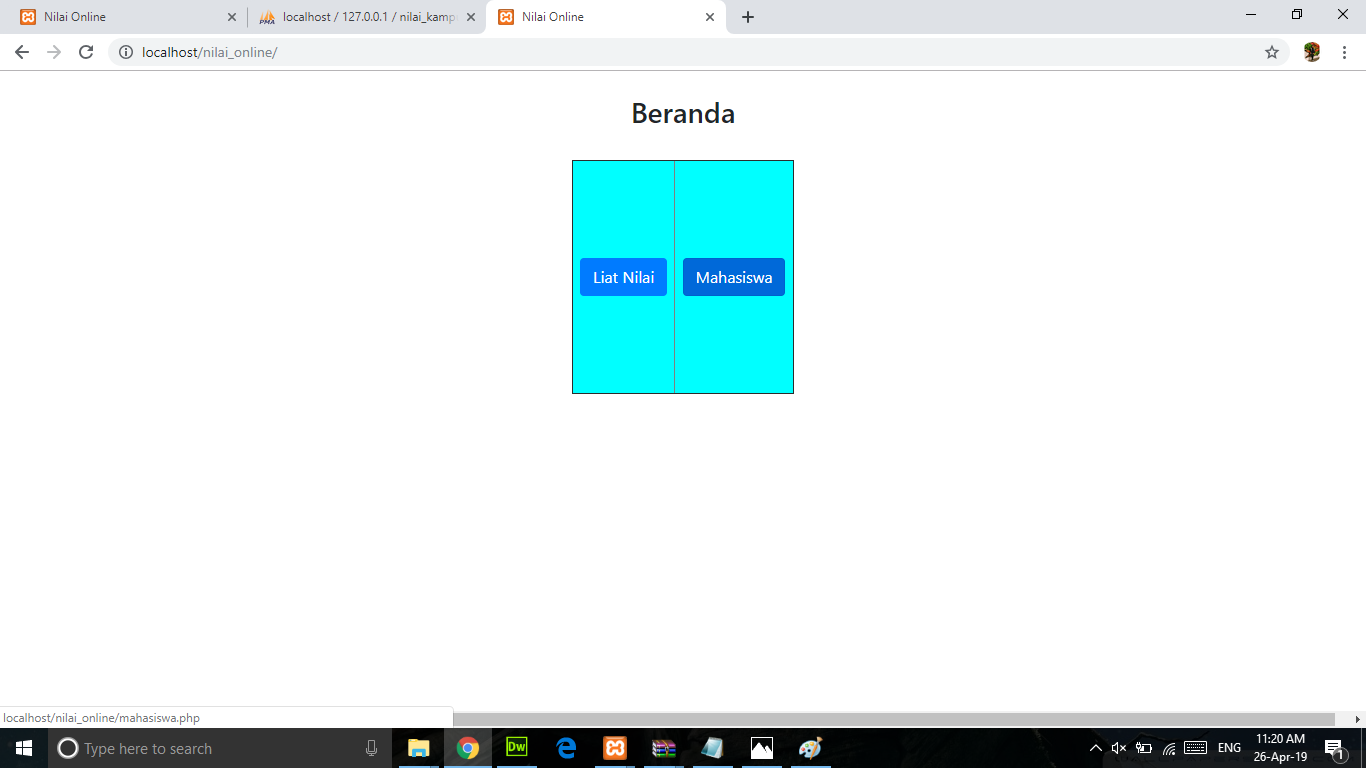 Nilai Online
localhost / 127.0.0.1 / nilai_kamp
Nilai Online
localhost/nilai_online/
Beranda
Liat Nilai
Mahasiswa
localhost/nilai_online/mahasiswa.php
Type here to search
Dw
ENG
11:20 AM
26-Apr-19
1